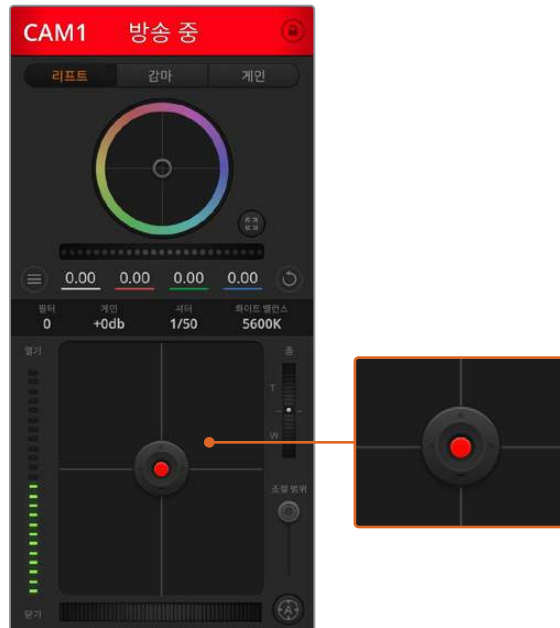 CAM1 방송 중
리프트 감마 게인
0.00 0.00 0.00 0.00
필터 게인 셔터 화이트 밸런스
0 +0db 1/50 5600K
열기 줌
T
W
조절 범위
닫기
A